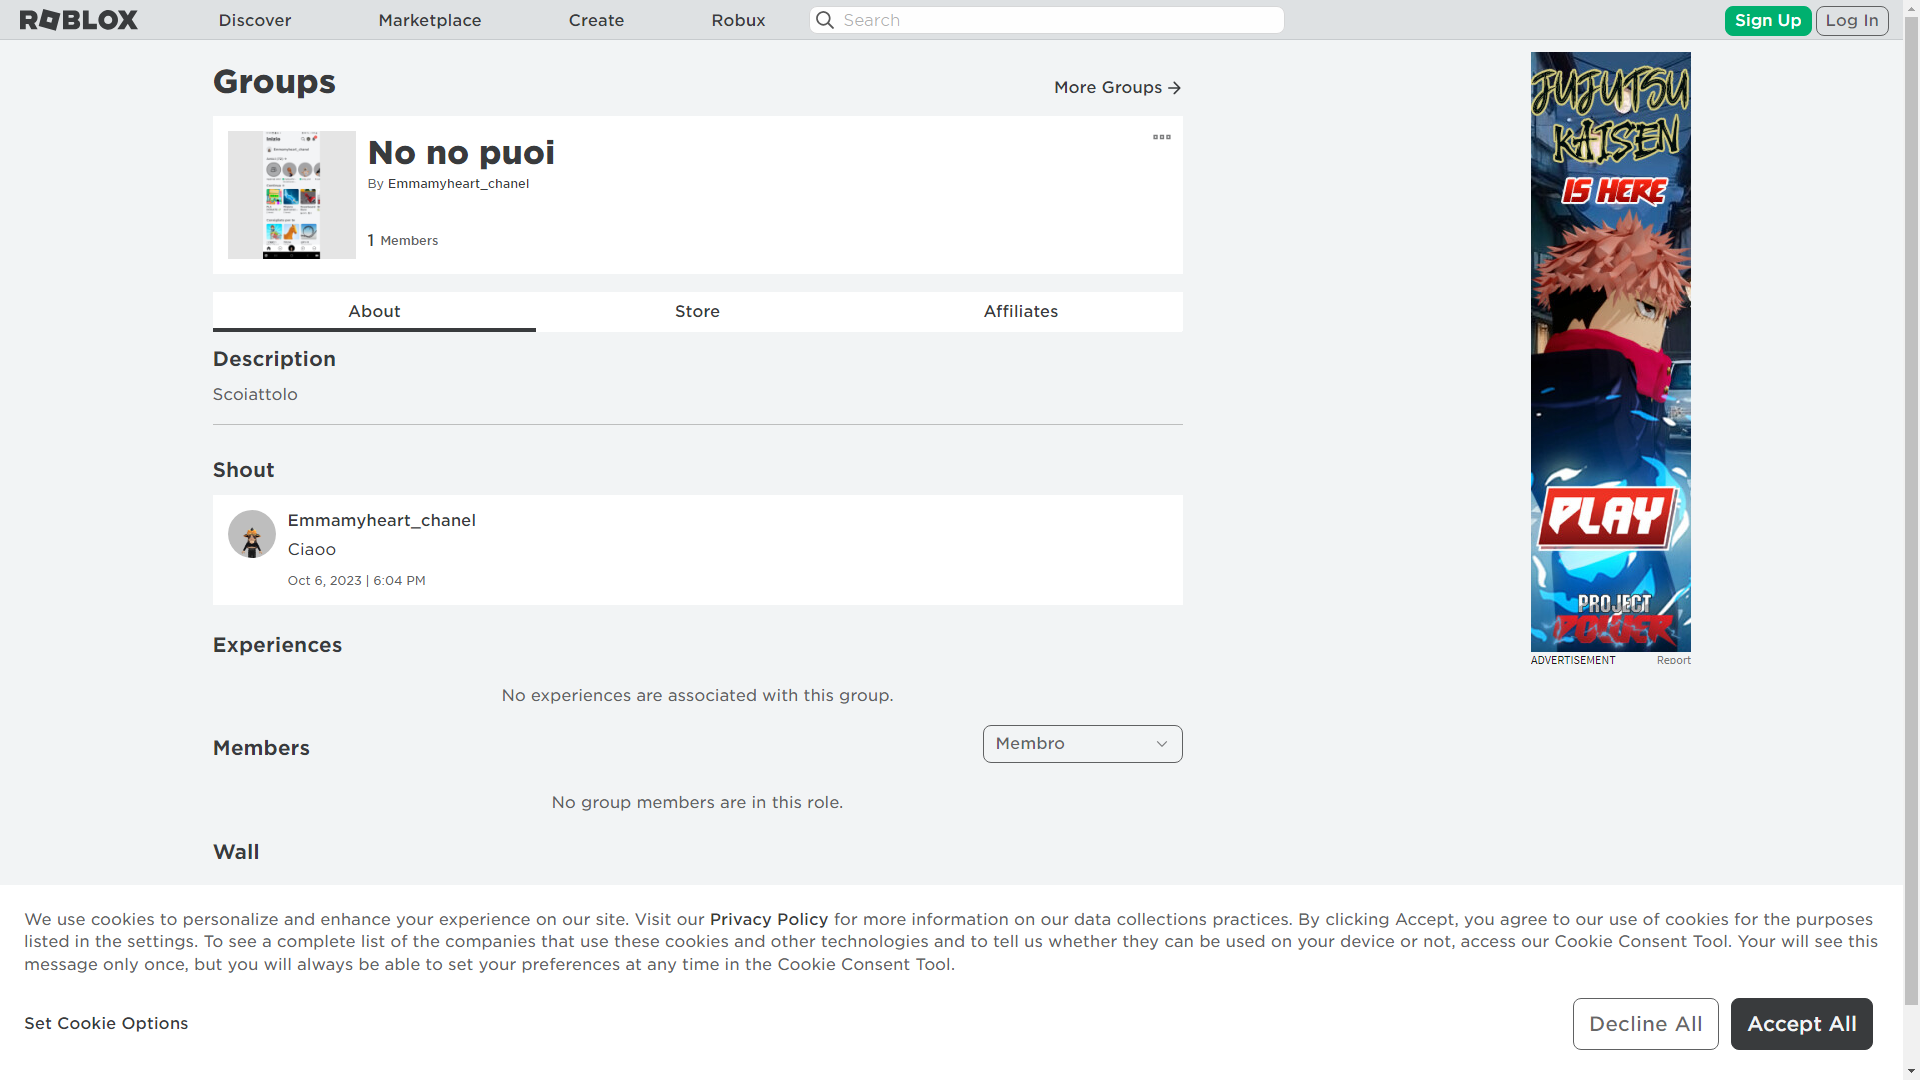 ROBLOX
Discover
Marketplace
Create
Robux
Search
Sign Up
Log In
Groups
More Groups
No no puoi
By Emmamyheart_chanel
1 Members
About
Store
Affiliates
Description
Scoiattolo
Shout
Emmamyheart_chanel
Ciaoo
Oct 6, 2023 | 6:04 PM
Experiences
No experiences are associated with this group.
Members
Membro
No group members are in this role.
Wall
JUJUTSU
KAISEN
IS HERE
PLAY
PROJECT
POWER
ADVERTISEMENT
Report
We use cookies to personalize and enhance your experience on our site. Visit our Privacy Policy for more information on our data collections practices. By clicking Accept, you agree to our use of cookies for the purposes
listed in the settings. To see a complete list of the companies that use these cookies and other technologies and to tell us whether they can be used on your device or not, access our Cookie Consent Tool. Your will see this
message only once, but you will always be able to set your preferences at any time in the Cookie Consent Tool.
Set Cookie Options
Decline All
Accept All